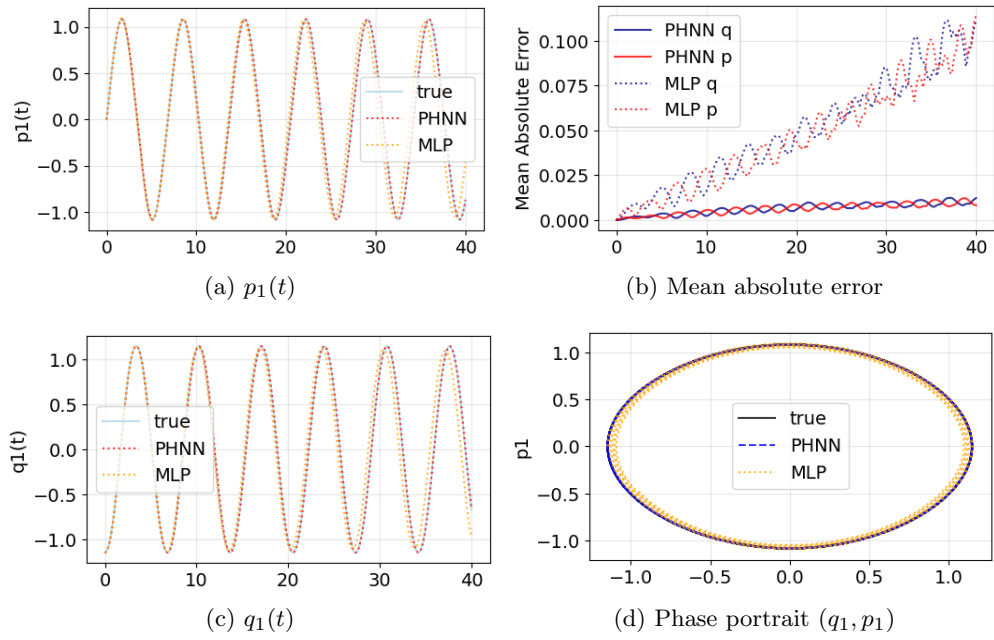 p1(t)
1.0
0.5
0.0
−0.5
−1.0
true
PHNN
MLP
0
10
20
30
40
(a) p₁(t)
Mean Absolute Error
0.100
0.075
0.050
0.025
0.000
PHNN q
PHNN p
MLP q
MLP p
0
10
20
30
40
(b) Mean absolute error
q1(t)
1.0
0.5
0.0
−0.5
−1.0
true
PHNN
MLP
0
10
20
30
40
(c) q₁(t)
p1
1.0
0.5
0.0
−0.5
−1.0
true
PHNN
MLP
−1.0
−0.5
0.0
0.5
1.0
(d) Phase portrait (q₁, p₁)